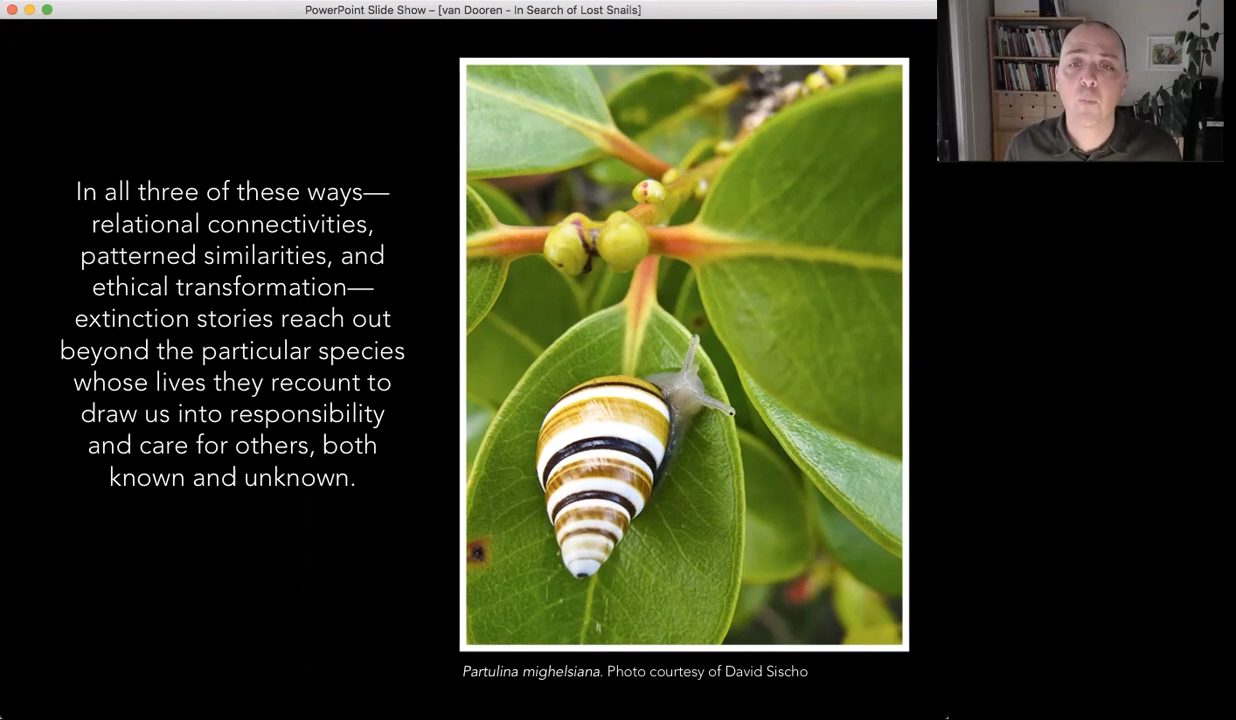 PowerPoint Slide Show – [van Dooren - In Search of Lost Snails]
In all three of these ways—
relational connectivities,
patterned similarities, and
ethical transformation—
extinction stories reach out
beyond the particular species
whose lives they recount to
draw us into responsibility
and care for others, both
known and unknown.
Partulina mighelsiana. Photo courtesy of David Sischo